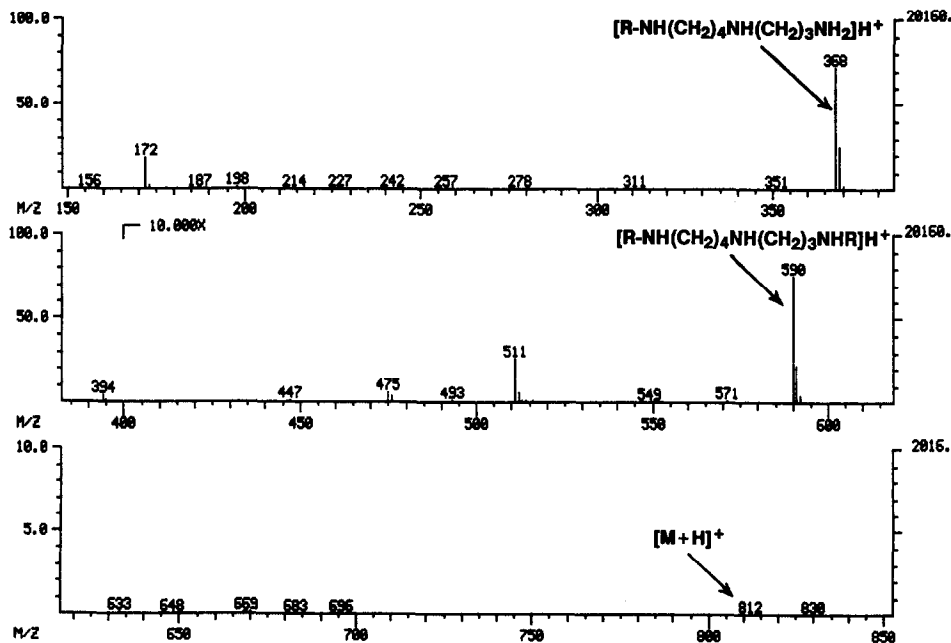 100.0 20160.
[R-NH(CH2)4NH(CH2)3NH2]H+
368
50.0
172
156 187 198 214 227 242 257 278 311 351
M/Z 150 200 250 300 350
10.000X
100.0 20160.
[R-NH(CH2)4NH(CH2)3NHR]H+
590
50.0
511
394 447 475 493 549 571
M/Z 400 450 500 550 600
10.0 2016.
5.0
[M+H]+
633 648 669 683 696 812 830
M/Z 650 700 750 800 850